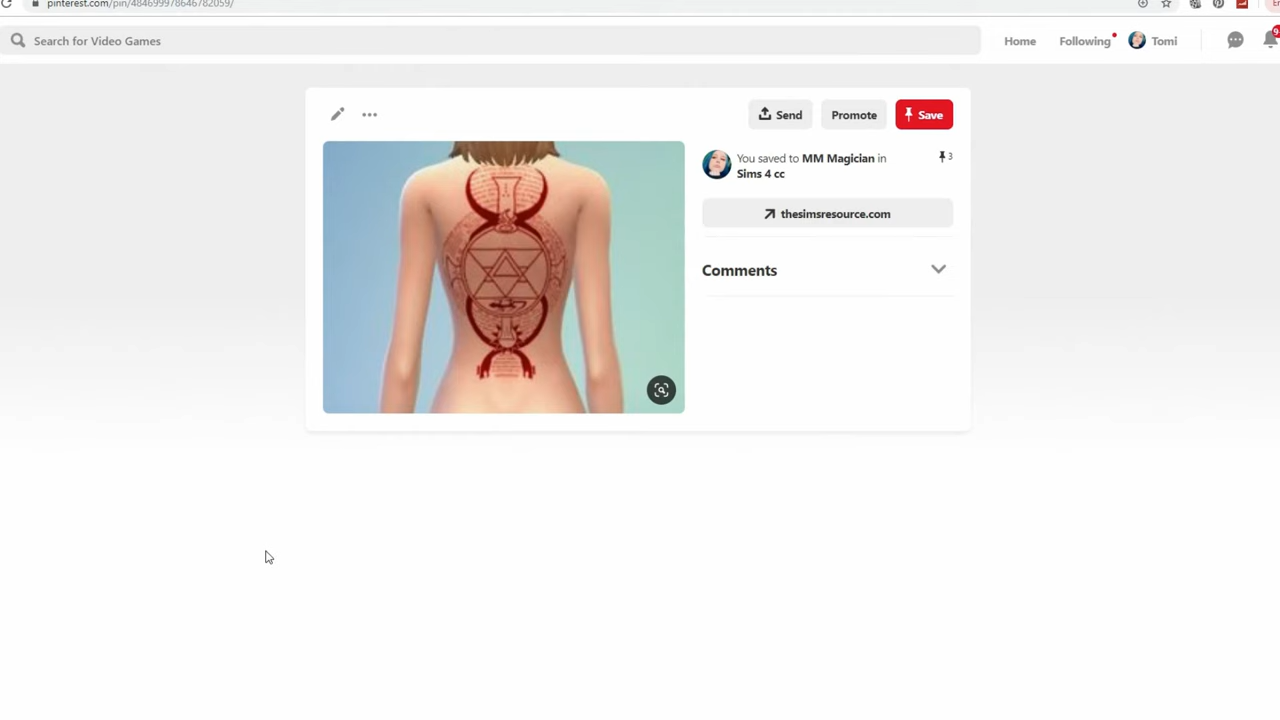 pinterest.com/pin/484699978646782059/
Search for Video Games
Home
Following
Tomi
Send
Promote
Save
You saved to MM Magician in
Sims 4 cc
3
thesimsresource.com
Comments